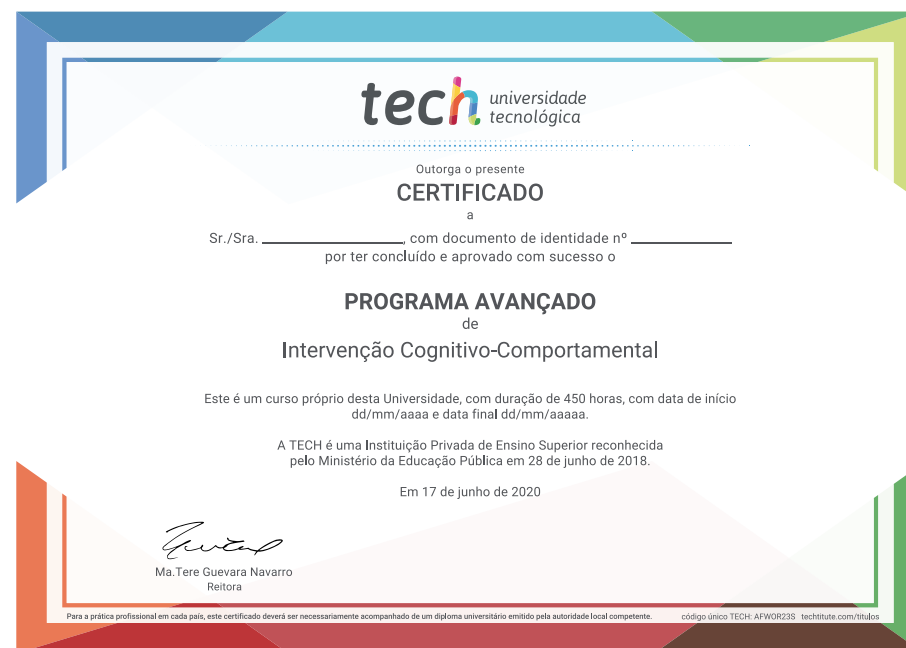 tech universidade
tecnológica
Outorga o presente
CERTIFICADO
a
Sr./Sra. ____________, com documento de identidade nº ____________
por ter concluído e aprovado com sucesso o
PROGRAMA AVANÇADO
de
Intervenção Cognitivo-Comportamental
Este é um curso próprio desta Universidade, com duração de 450 horas, com data de início
dd/mm/aaaa e data final dd/mm/aaaaa.
A TECH é uma Instituição Privada de Ensino Superior reconhecida
pelo Ministério da Educação Pública em 28 de junho de 2018.
Em 17 de junho de 2020
Ma.Tere Guevara Navarro
Reitora
Para a prática profissional em cada país, este certificado deverá ser necessariamente acompanhado de um diploma universitário emitido pela autoridade local competente.
código único TECH: AFWOR23S techtitute.com/titulos